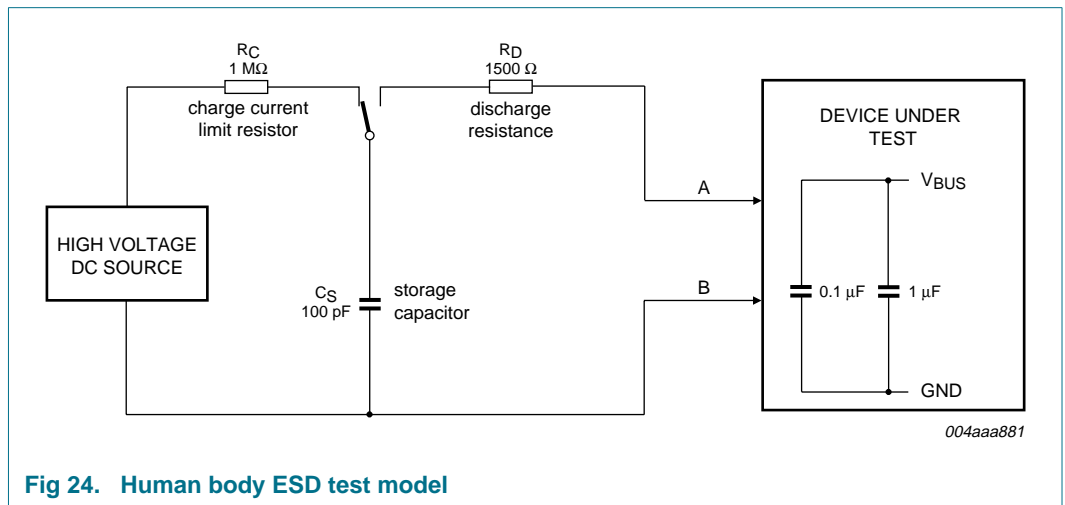 RC
1 MΩ
charge current
limit resistor
RD
1500 Ω
discharge
resistance
HIGH VOLTAGE
DC SOURCE
CS
100 pF
storage
capacitor
A
B
DEVICE UNDER
TEST
VBUS
0.1 μF
1 μF
GND
004aaa881
Fig 24. Human body ESD test model